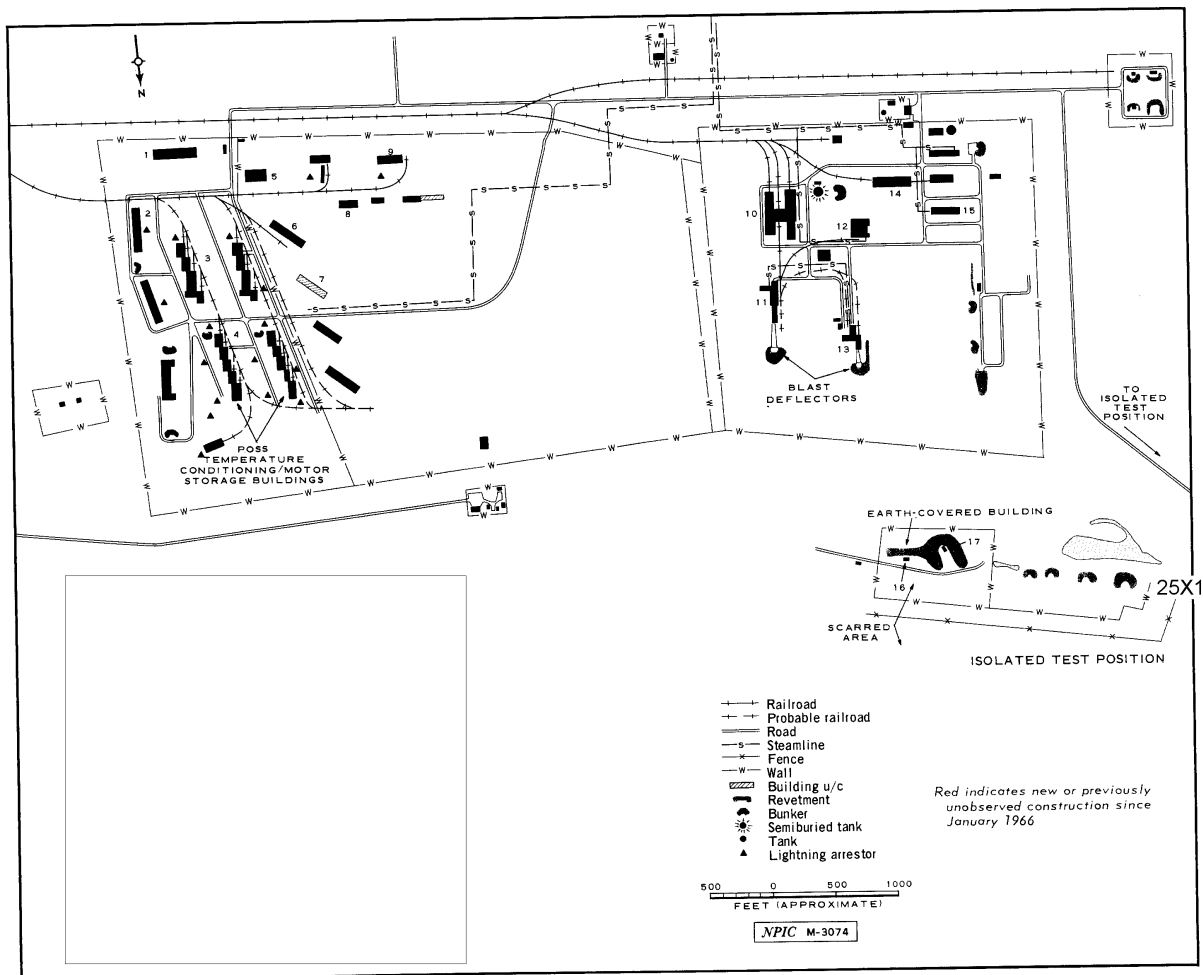 N
1
9
5
2
8
6
3
7
4
10
14
12
15
11
13
BLAST
DEFLECTORS
TO
ISOLATED
TEST
POSITION
POSS
TEMPERATURE
CONDITIONING/MOTOR
STORAGE BUILDINGS
EARTH-COVERED BUILDING
17
16
25X1
SCARRED
AREA
ISOLATED TEST POSITION
Railroad
Probable railroad
Road
S Steamline
X Fence
W Wall
Building u/c
Revetment
Bunker
Semiburied tank
Tank
Lightning arrestor
Red indicates new or previously
unobserved construction since
January 1966
500 0 500 1000
FEET (APPROXIMATE)
NPIC M-3074